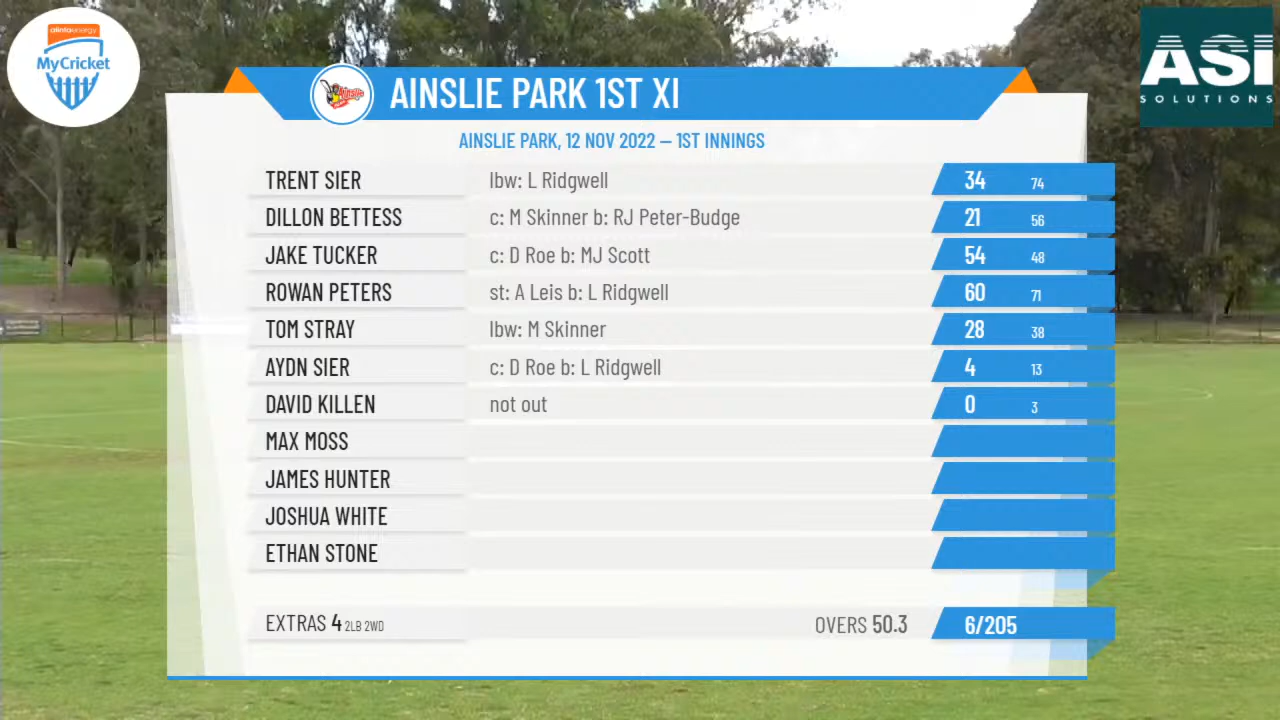 alintaenergy
MyCricket
ASI
SOLUTIONS
Ainslie
AINSLIE PARK 1ST XI
AINSLIE PARK, 12 NOV 2022 – 1ST INNINGS
TRENT SIER lbw: L Ridgwell 34 74
DILLON BETTESS c: M Skinner b: RJ Peter-Budge 21 56
JAKE TUCKER c: D Roe b: MJ Scott 54 48
ROWAN PETERS st: A Leis b: L Ridgwell 60 71
TOM STRAY lbw: M Skinner 28 38
AYDN SIER c: D Roe b: L Ridgwell 4 13
DAVID KILLEN not out 0 3
MAX MOSS
JAMES HUNTER
JOSHUA WHITE
ETHAN STONE
EXTRAS 4 2LB 2WD OVERS 50.3 6/205